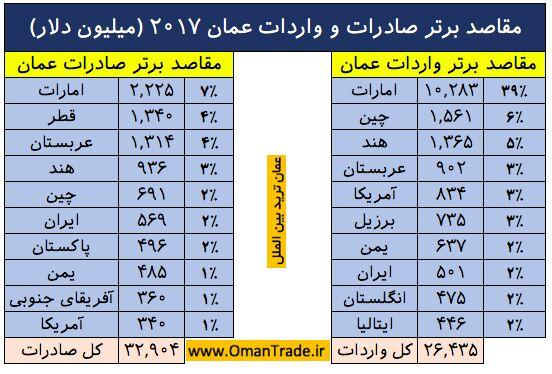 مقاصد برتر صادرات و واردات عمان ۲۰۱۷ (میلیون دلار)
مقاصد برتر واردات عمان
امارات ۱۰,۲۸۳ ۳۹٪
چین ۱,۵۶۱ ۶٪
هند ۱,۳۶۵ ۵٪
عربستان ۹۰۲ ۳٪
آمریکا ۸۳۴ ۳٪
برزیل ۷۳۵ ۳٪
یمن ۶۳۷ ۲٪
ایران ۵۰۱ ۲٪
انگلستان ۴۷۵ ۲٪
ایتالیا ۴۴۶ ۲٪
کل واردات ۲۶,۴۳۵
عمان ترید بین الملل
www.OmanTrade.ir
مقاصد برتر صادرات عمان
امارات ۲,۲۲۵ ۷٪
قطر ۱,۳۴۰ ۴٪
عربستان ۱,۳۱۴ ۴٪
هند ۹۳۶ ۳٪
چین ۶۹۱ ۲٪
ایران ۵۶۹ ۲٪
پاکستان ۴۹۶ ۲٪
یمن ۴۸۵ ۱٪
آفریقای جنوبی ۳۶۰ ۱٪
آمریکا ۳۴۰ ۱٪
کل صادرات ۳۲,۹۰۴